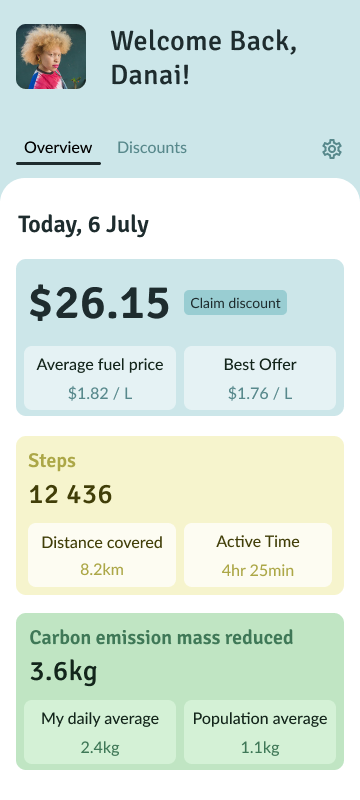 Welcome Back,
Danai!
Overview Discounts
Today, 6 July
$26.15 Claim discount
Average fuel price Best Offer
$1.82 / L $1.76 / L
Steps
12 436
Distance covered Active Time
8.2km 4hr 25min
Carbon emission mass reduced
3.6kg
My daily average Population average
2.4kg 1.1kg